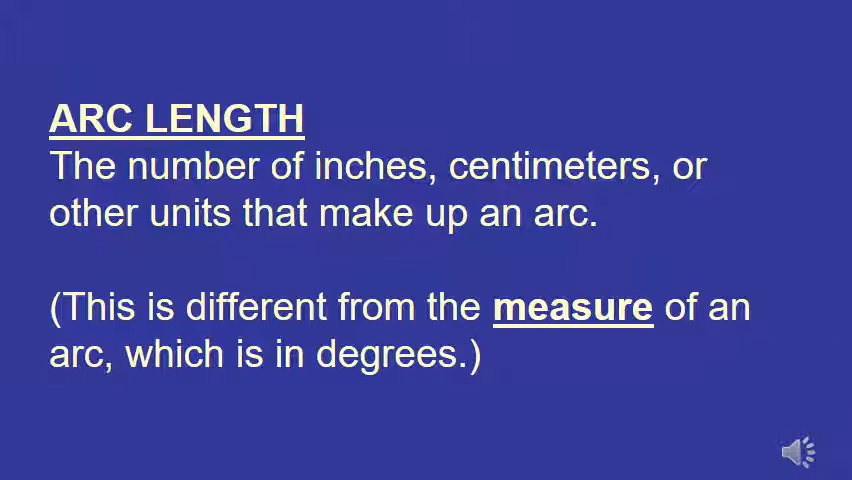 ARC LENGTH
The number of inches, centimeters, or
other units that make up an arc.
(This is different from the measure of an
arc, which is in degrees.)